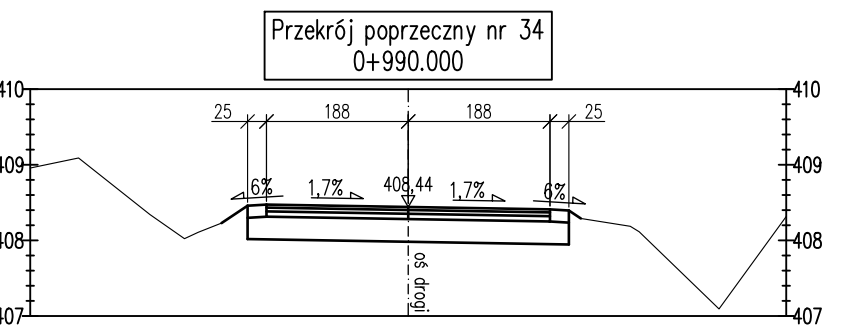 Przekrój poprzeczny nr 34
0+990.000
410 410
25 188 188 25
409 409
6% 1,7% 408,44 1,7% 6%
408 408
oś drogi
407 407